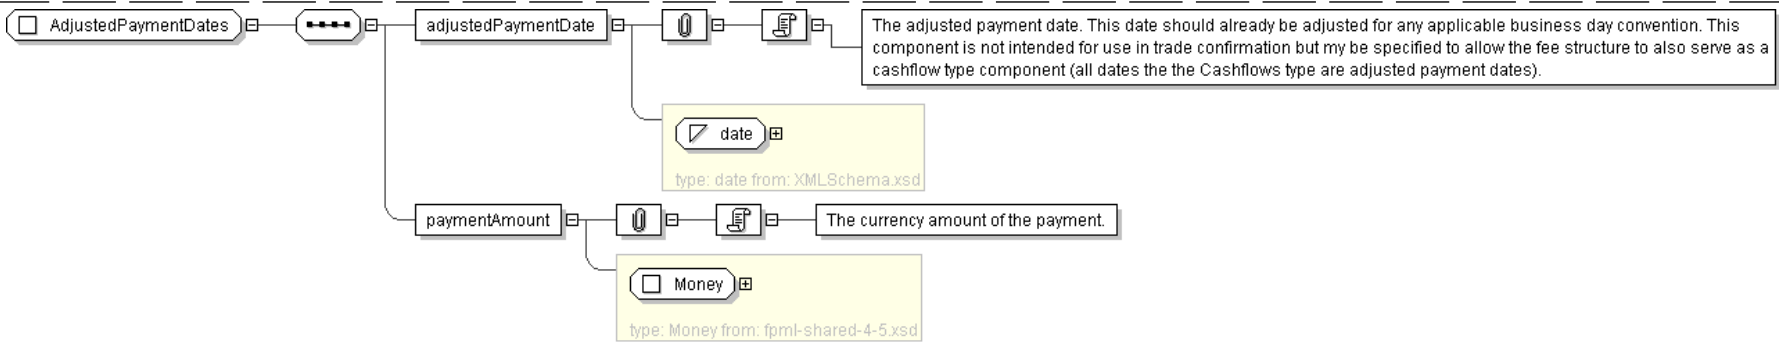 AdjustedPaymentDates
adjustedPaymentDate
The adjusted payment date. This date should already be adjusted for any applicable business day convention. This
component is not intended for use in trade confirmation but my be specified to allow the fee structure to also serve as a
cashflow type component (all dates the the Cashflows type are adjusted payment dates).
date
type: date from: XMLSchema.xsd
paymentAmount
The currency amount of the payment.
Money
type: Money from: fpml-shared-4-5.xsd